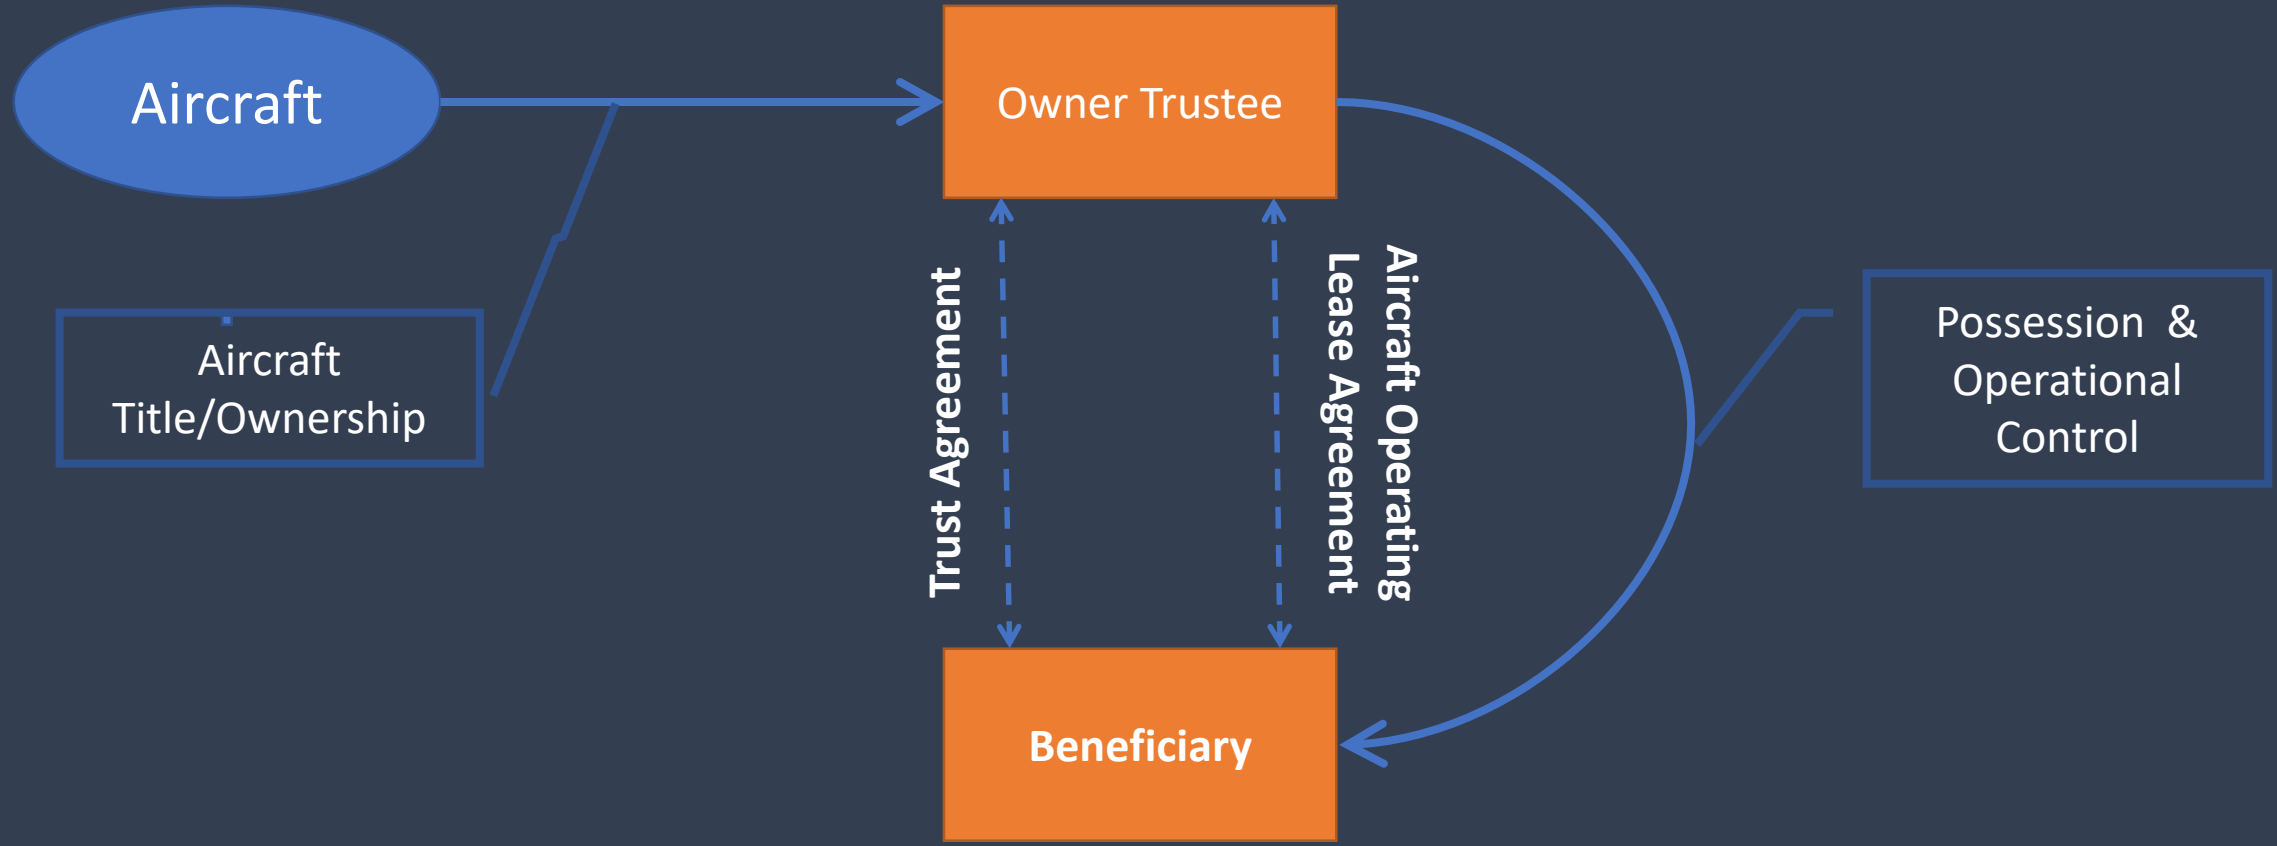 Aircraft
Owner Trustee
Aircraft
Title/Ownership
Trust Agreement
Aircraft Operating
Lease Agreement
Possession & 
Operational
Control
Beneficiary